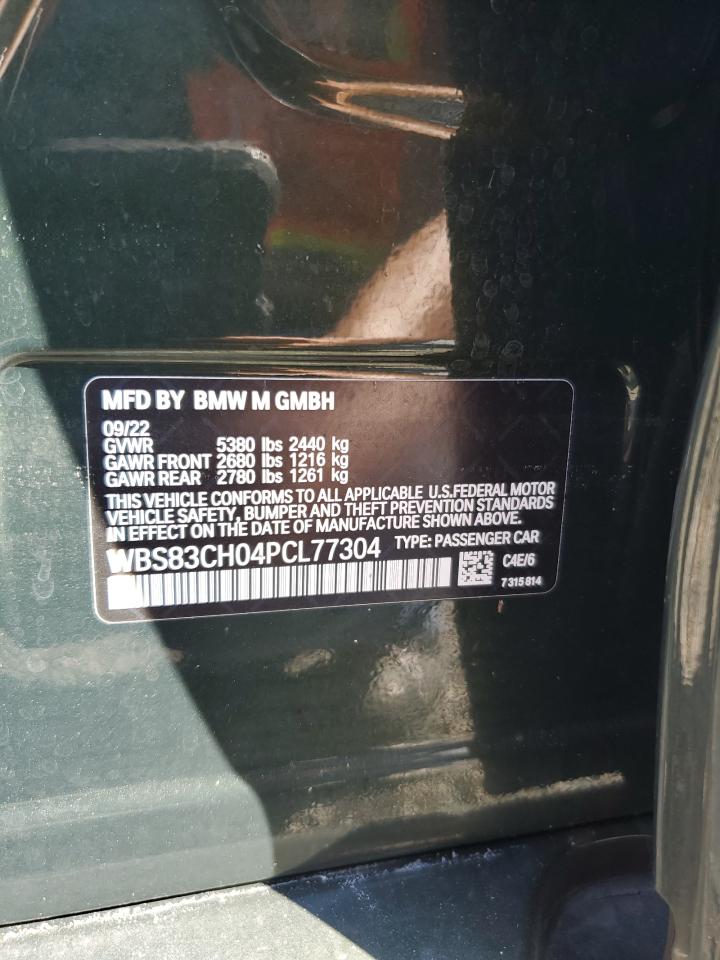 MFD BY BMW M GMBH
09/22
GVWR 5380 lbs 2440 kg
GAWR FRONT 2680 lbs 1216 kg
GAWR REAR 2780 lbs 1261 kg
THIS VEHICLE CONFORMS TO ALL APPLICABLE U.S.FEDERAL MOTOR
VEHICLE SAFETY, BUMPER AND THEFT PREVENTION STANDARDS
IN EFFECT ON THE DATE OF MANUFACTURE SHOWN ABOVE.
WBS83CH04PCL77304 TYPE: PASSENGER CAR
C4E/6
7315814